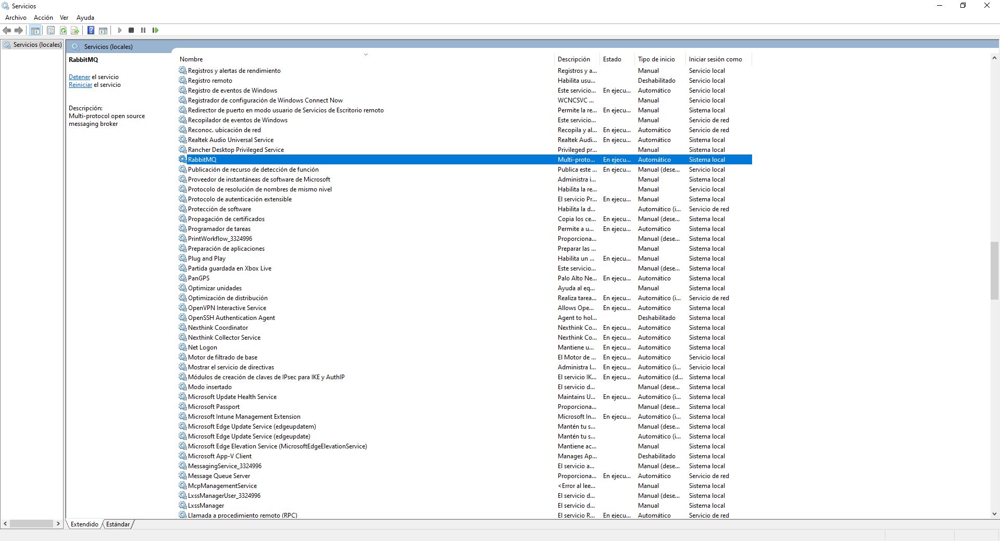 Servicios
Archivo Acción Ver Ayuda
Servicios (locales)
Servicios (locales)
RabbitMQ
Detener el servicio
Reiniciar el servicio
Descripción:
Multi-protocol open source
messaging broker
Nombre Descripción Estado Tipo de inicio Iniciar sesión como
Registros y alertas de rendimiento Registros y a... Manual Servicio local
Registro remoto Habilita usu... Deshabilitado Servicio local
Registro de eventos de Windows Este servicio... En ejecu... Automático Servicio local
Registrador de configuración de Windows Connect Now WCNCSVC ... Manual Servicio local
Redirector de puerto en modo usuario de Servicios de Escritorio remoto Permite la re... En ejecu... Manual Sistema local
Recopilador de eventos de Windows Este servicio... Manual Servicio de red
Reconoc. ubicación de red Recopila y al... En ejecu... Automático Servicio de red
Realtek Audio Universal Service Realtek Audi... En ejecu... Automático Sistema local
Rancher Desktop Privileged Service Privileged pr... Manual Sistema local
RabbitMQ Multi-proto... En ejecu... Automático Sistema local
Publicación de recurso de detección de función Publica este ... En ejecu... Manual (dese... Servicio local
Proveedor de instantáneas de software de Microsoft Administra i... Manual Sistema local
Protocolo de resolución de nombres de mismo nivel Habilita la re... Manual Servicio local
Protocolo de autenticación extensible El servicio Pr... En ejecu... Manual Sistema local
Protección de software Habilita la d... Automático (i... Servicio de red
Propagación de certificados Copia los ce... En ejecu... Manual (dese... Sistema local
Programador de tareas Permite a u... En ejecu... Automático Sistema local
PrintWorkflow_3324996 Proporciona... Manual (dese... Sistema local
Preparación de aplicaciones Preparar las ... Manual Sistema local
Plug and Play Habilita un ... En ejecu... Manual Sistema local
Partida guardada en Xbox Live Este servicio... Manual (dese... Sistema local
PanGPS Palo Alto Ne... En ejecu... Automático Sistema local
Optimizar unidades Ayuda al eq... Manual Sistema local
Optimización de distribución Realiza tarea... En ejecu... Automático (i... Servicio de red
OpenVPN Interactive Service Allows Ope... En ejecu... Automático Sistema local
OpenSSH Authentication Agent Agent to hol... Deshabilitado Sistema local
Nexthink Coordinator Nexthink Co... En ejecu... Automático Sistema local
Nexthink Collector Service Nexthink Co... En ejecu... Automático Sistema local
Net Logon Mantiene u... En ejecu... Automático Sistema local
Motor de filtrado de base El Motor de ... En ejecu... Automático Servicio local
Mostrar el servicio de directivas Administra l... En ejecu... Automático (i... Servicio local
Módulos de creación de claves de IPsec para IKE y AuthIP El servicio IK... En ejecu... Automático (d... Sistema local
Modo insertado El servicio d... Manual (dese... Sistema local
Microsoft Update Health Service Maintains U... En ejecu... Automático (i... Sistema local
Microsoft Passport Proporciona... Manual (dese... Sistema local
Microsoft Intune Management Extension Microsoft In... En ejecu... Automático (i... Sistema local
Microsoft Edge Update Service (edgeupdatem) Mantén tu s... Manual (dese... Sistema local
Microsoft Edge Update Service (edgeupdate) Mantén tu s... Automático (i... Sistema local
Microsoft Edge Elevation Service (MicrosoftEdgeElevationService) Mantiene ac... Manual Sistema local
Microsoft App-V Client Manages Ap... Deshabilitado Sistema local
MessagingService_3324996 El servicio a... Manual (dese... Sistema local
Message Queue Server Proporciona... En ejecu... Automático Servicio de red
McpManagementService <Error al lee... Manual Sistema local
LxssManagerUser_3324996 El servicio d... Manual (dese... Sistema local
LxssManager El servicio d... Manual Sistema local
Llamada a procedimiento remoto (RPC) El servicio R... En ejecu... Automático Servicio de red
Extendido Estándar